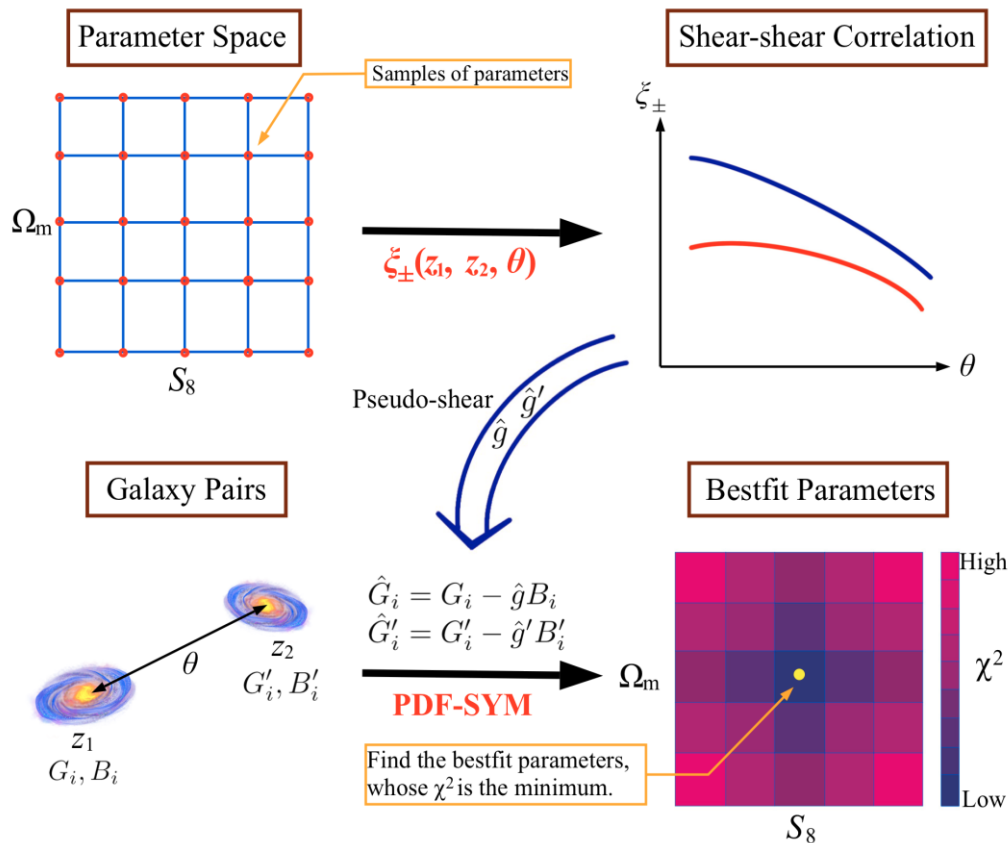 Parameter Space
Samples of parameters
Ωm
S8
ξ±(z1, z2, θ)
Shear-shear Correlation
ξ±
θ
Pseudo-shear
ĝ ĝ′
Galaxy Pairs
θ
z2
G′i, B′i
z1
Gi, Bi
Ĝi = Gi − ĝBi
Ĝ′i = G′i − ĝ′B′i
PDF-SYM
Find the bestfit parameters,
whose χ2 is the minimum.
Bestfit Parameters
High
Ωm
χ2
Low
S8